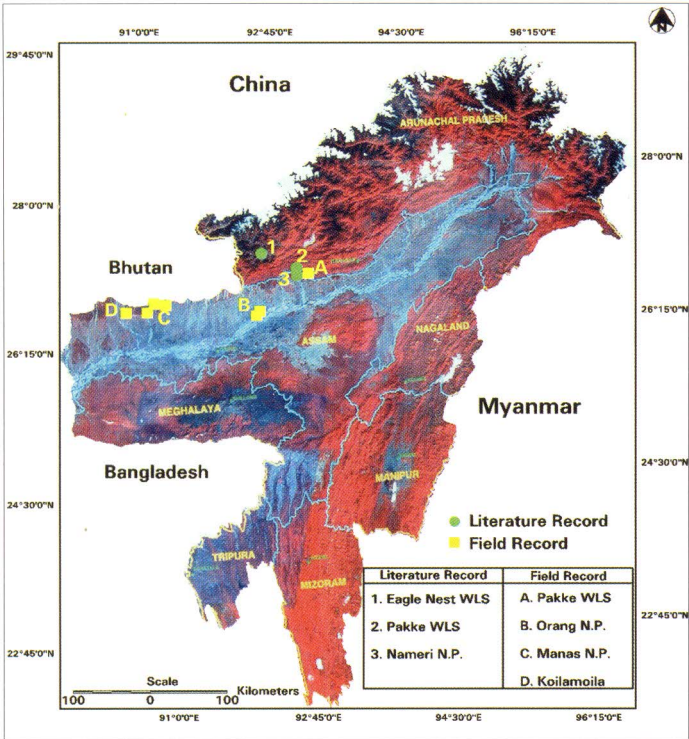 N
91°0'0"E 92°45'0"E 94°30'0"E 96°15'0"E
29°45'0"N
China
ARUNACHAL PRADESH
28°0'0"N
28°0'0"N
1
Bhutan
2
3 A
D C B
26°15'0"N
ASSAM
NAGALAND
26°15'0"N
MEGHALAYA
Myanmar
Bangladesh
MANIPUR
24°30'0"N
24°30'0"N
Literature Record
Field Record
TRIPURA
MIZORAM
Literature Record Field Record
1. Eagle Nest WLS A. Pakke WLS
2. Pakke WLS B. Orang N.P.
3. Nameri N.P. C. Manas N.P.
D. Koilamoila
22°45'0"N
22°45'0"N
Scale
100 0 100 Kilometers
91°0'0"E 92°45'0"E 94°30'0"E 96°15'0"E